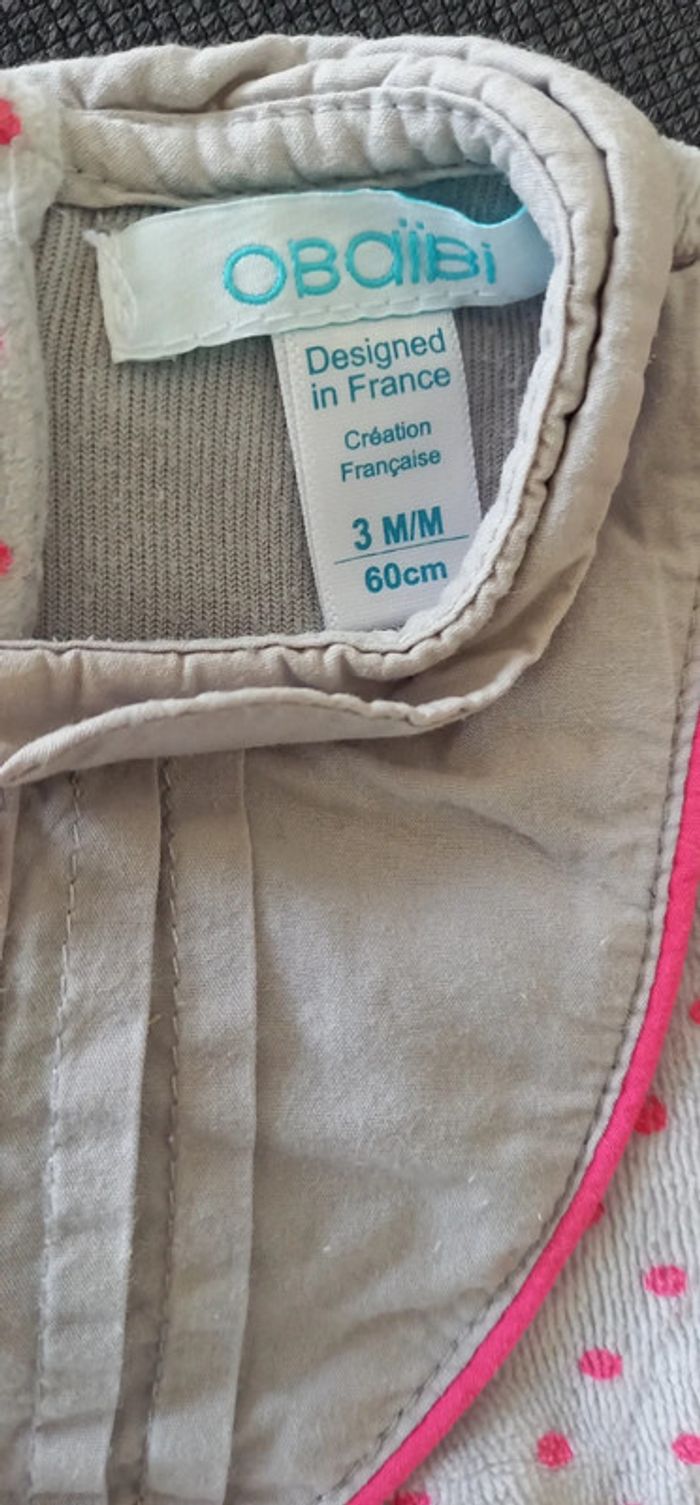 OBaïBi
Designed
in France
Création
Française
3 M/M
60cm